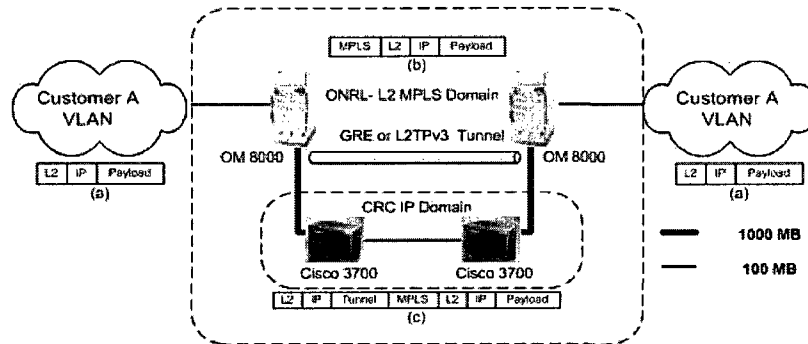 MPLS L2 IP Payload
(b)
Customer A
VLAN
ONRL- L2 MPLS Domain
Customer A
VLAN
GRE or L2TPv3 Tunnel
OM 8000
OM 8000
L2 IP Payload
(a)
L2 IP Payload
(a)
CRC IP Domain
Cisco 3700
Cisco 3700
1000 MB
100 MB
L2 IP Tunnel MPLS L2 IP Payload
(c)